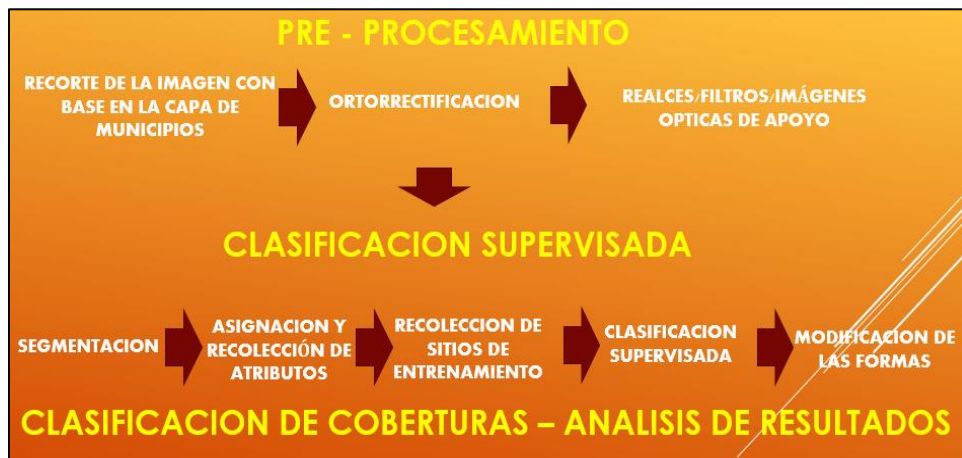 PRE - PROCESAMIENTO
RECORTE DE LA IMAGEN CON
BASE EN LA CAPA DE
MUNICIPIOS
ORTORRECTIFICACION
REALCES/FILTROS/IMÁGENES
OPTICAS DE APOYO
CLASIFICACION SUPERVISADA
SEGMENTACION
ASIGNACION Y
RECOLECCIÓN DE
ATRIBUTOS
RECOLECCION DE
SITIOS DE
ENTRENAMIENTO
CLASIFICACION
SUPERVISADA
MODIFICACION DE
LAS FORMAS
CLASIFICACION DE COBERTURAS – ANALISIS DE RESULTADOS